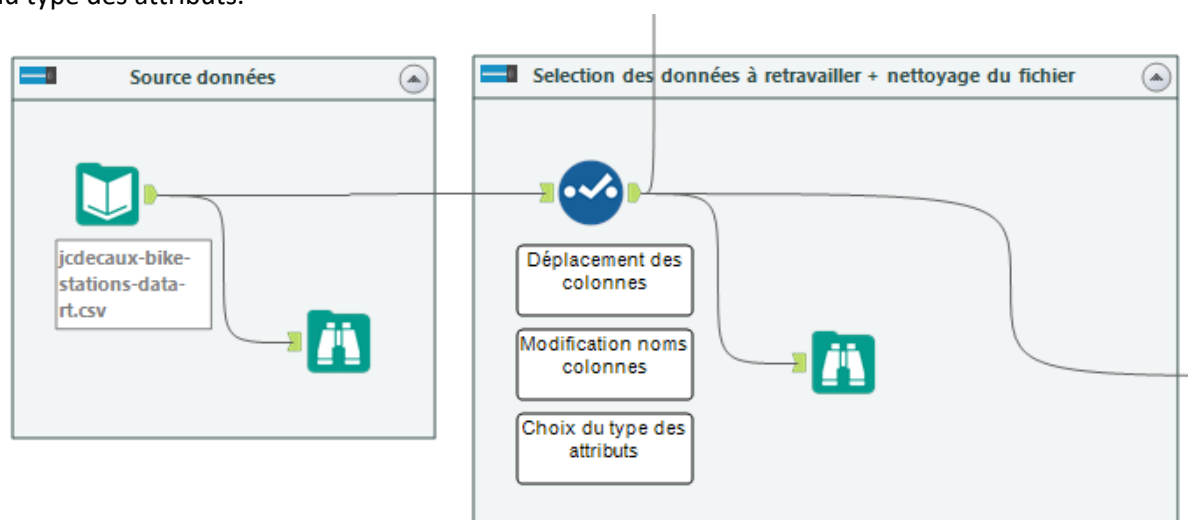 du type des attributs.
Source données
Selection des données à retravailler + nettoyage du fichier
jcdecaux-bike-
stations-data-
rt.csv
Déplacement des
colonnes
Modification noms
colonnes
Choix du type des
attributs